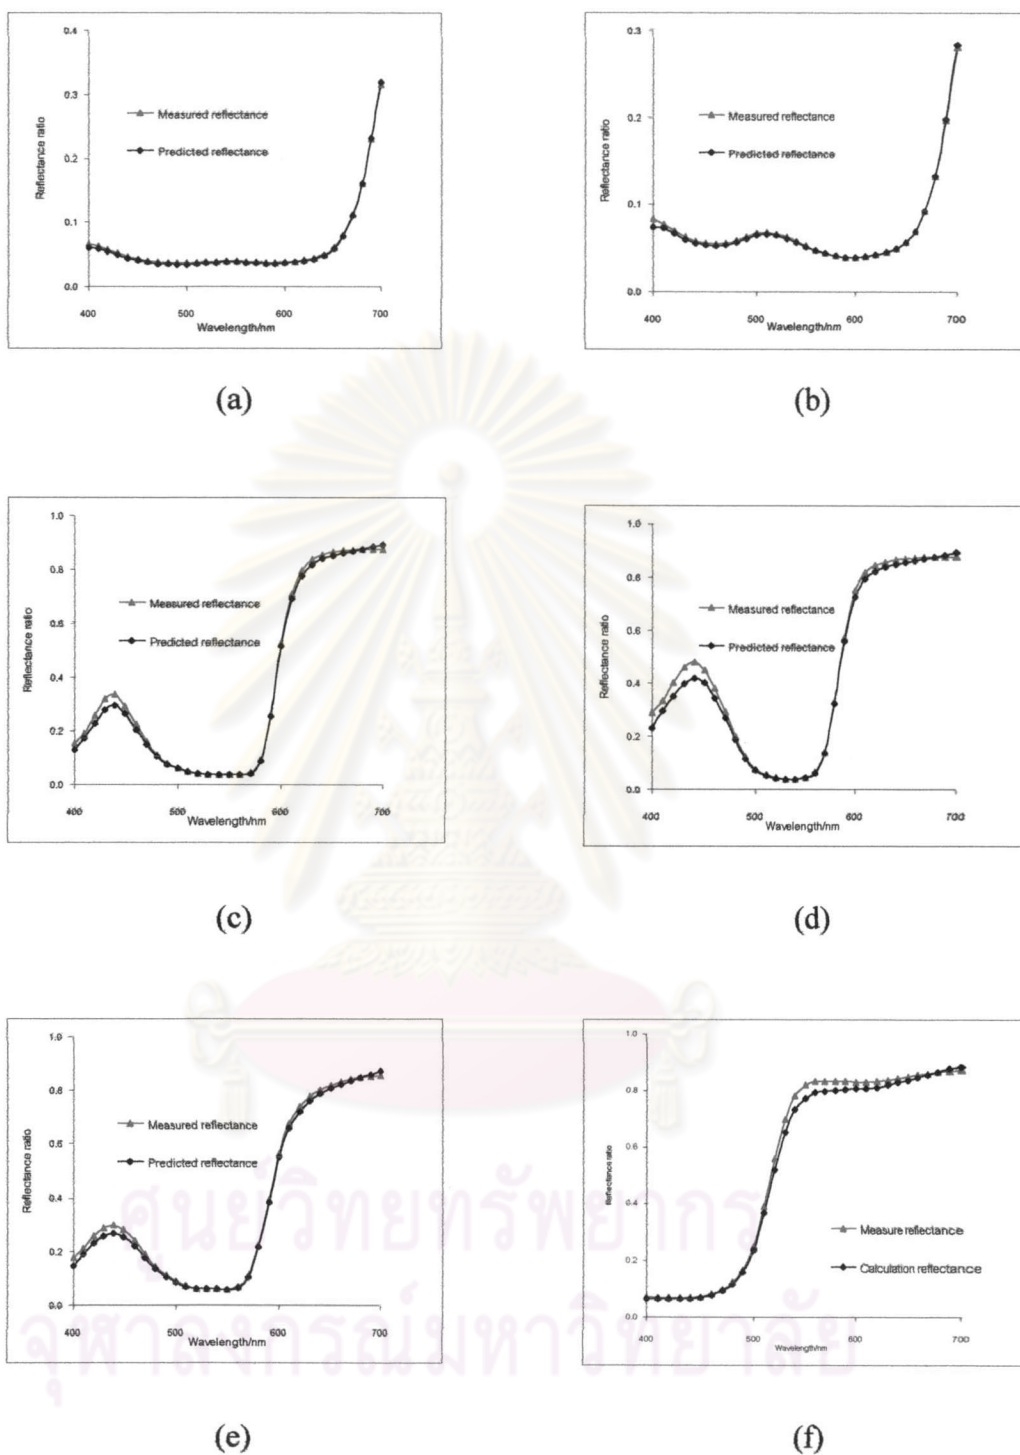 0.4
0.3
0.2
0.1
0.0
Reflectance ratio
Measured reflectance
Predicted reflectance
400 500 600 700
Wavelength/nm
(a)
0.3
0.2
0.1
0.0
Reflectance ratio
Measured reflectance
Predicted reflectance
400 500 600 700
Wavelength/nm
(b)
1.0
0.8
0.6
0.4
0.2
0.0
Reflectance ratio
Measured reflectance
Predicted reflectance
400 500 600 700
Wavelength/nm
(c)
1.0
0.8
0.6
0.4
0.2
0.0
Reflectance ratio
Measured reflectance
Predicted reflectance
400 500 600 700
Wavelength/nm
(d)
1.0
0.8
0.6
0.4
0.2
0.0
Reflectance ratio
Measured reflectance
Predicted reflectance
400 500 600 700
Wavelength/nm
(e)
1.0
0.8
0.6
0.4
0.2
0.0
Reflectance ratio
Measure reflectance
Calculation reflectance
400 500 600 700
Wavelength/nm
(f)
ศูนย์วิทยทรัพยากร
จุฬาลงกรณ์มหาวิทยาลัย